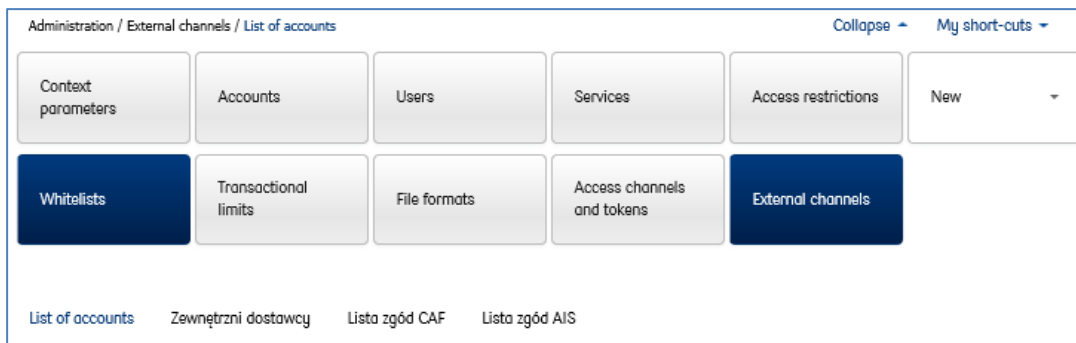 Administration / External channels / List of accounts
Collapse
My short-cuts
Context
parameters
Accounts
Users
Services
Access restrictions
New
Whitelists
Transactional
limits
File formats
Access channels
and tokens
External channels
List of accounts
Zewnętrzni dostawcy
Lista zgód CAF
Lista zgód AIS